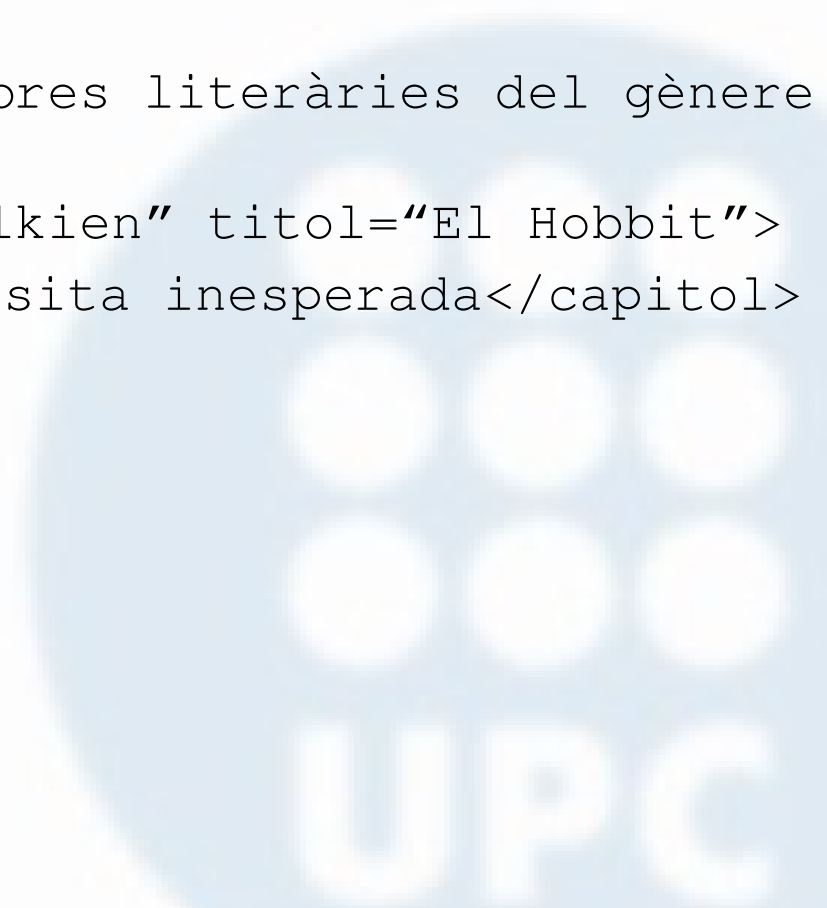 ores literàries del gènere
lkien” titol=“El Hobbit”>
sita inesperada</capitol>
UPC